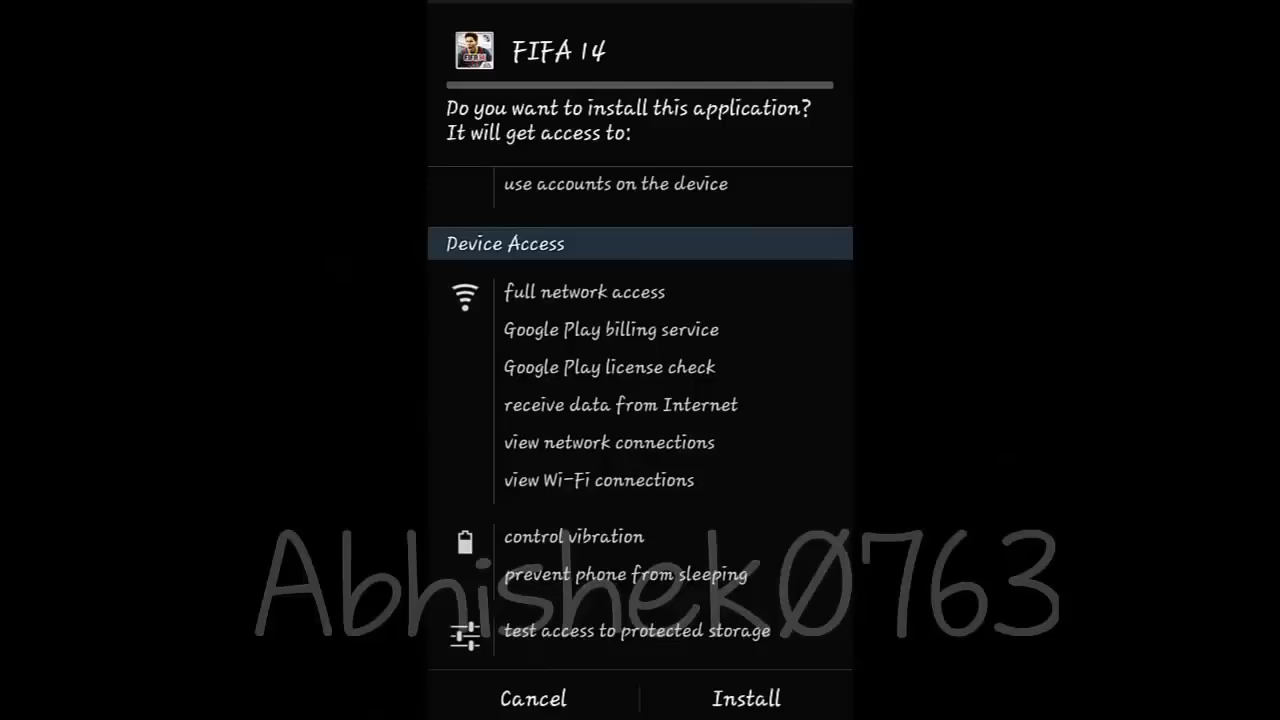 FIFA 14
Do you want to install this application?
It will get access to:
use accounts on the device
Device Access
full network access
Google Play billing service
Google Play license check
receive data from Internet
view network connections
view Wi-Fi connections
control vibration
prevent phone from sleeping
Abhishek0763
test access to protected storage
Cancel
Install